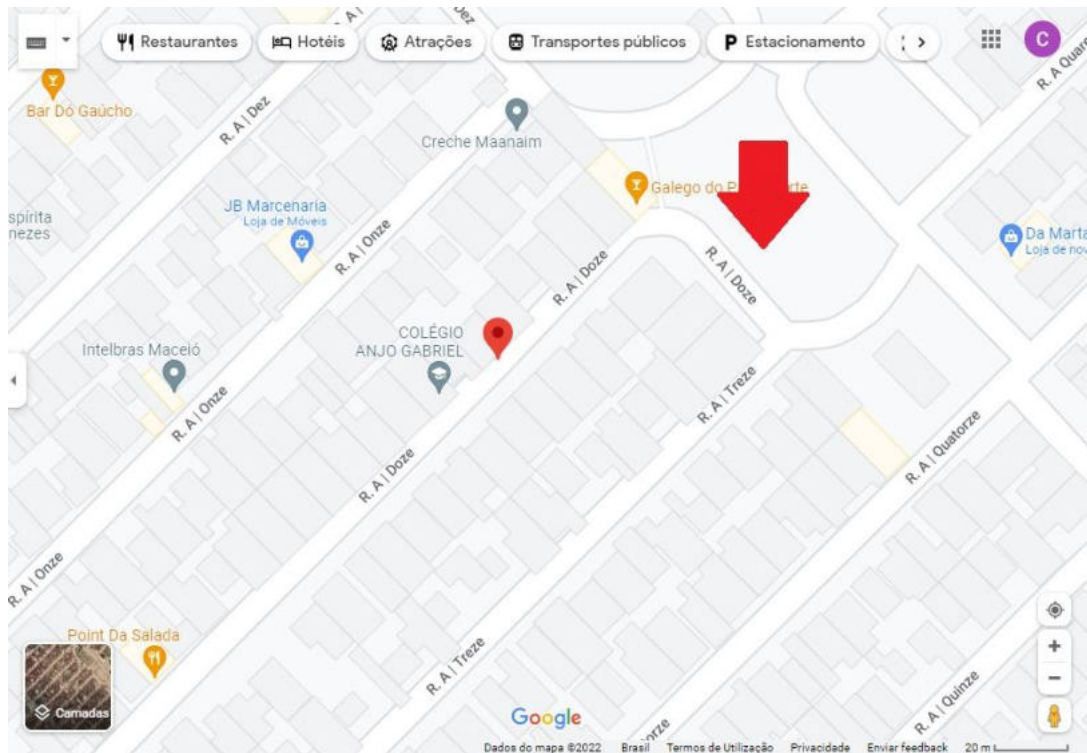 Restaurantes
Hotéis
Atrações
Transportes públicos
P Estacionamento
C
R. A Quare
Bar Do Gaúcho
R. A | Dez
Creche Maanaim
Galego do P
rte
JB Marcenaria
Loja de Móveis
R. A | Onze
spírita
nezes
Da Marta
Loja de nov
R. A | Doze
R. A | Doze
COLÉGIO
ANJO GABRIEL
Intelbras Maceió
R. A | Onze
R. A | Treze
R. A | Doze
R. A | Quatorze
R. A | Onze
Point Da Salada
R. A | Treze
Camadas
R. A | Quinze
orze
Google
Dados do mapa ©2022 Brasil Termos de Utilização Privacidade Enviar feedback 20 m